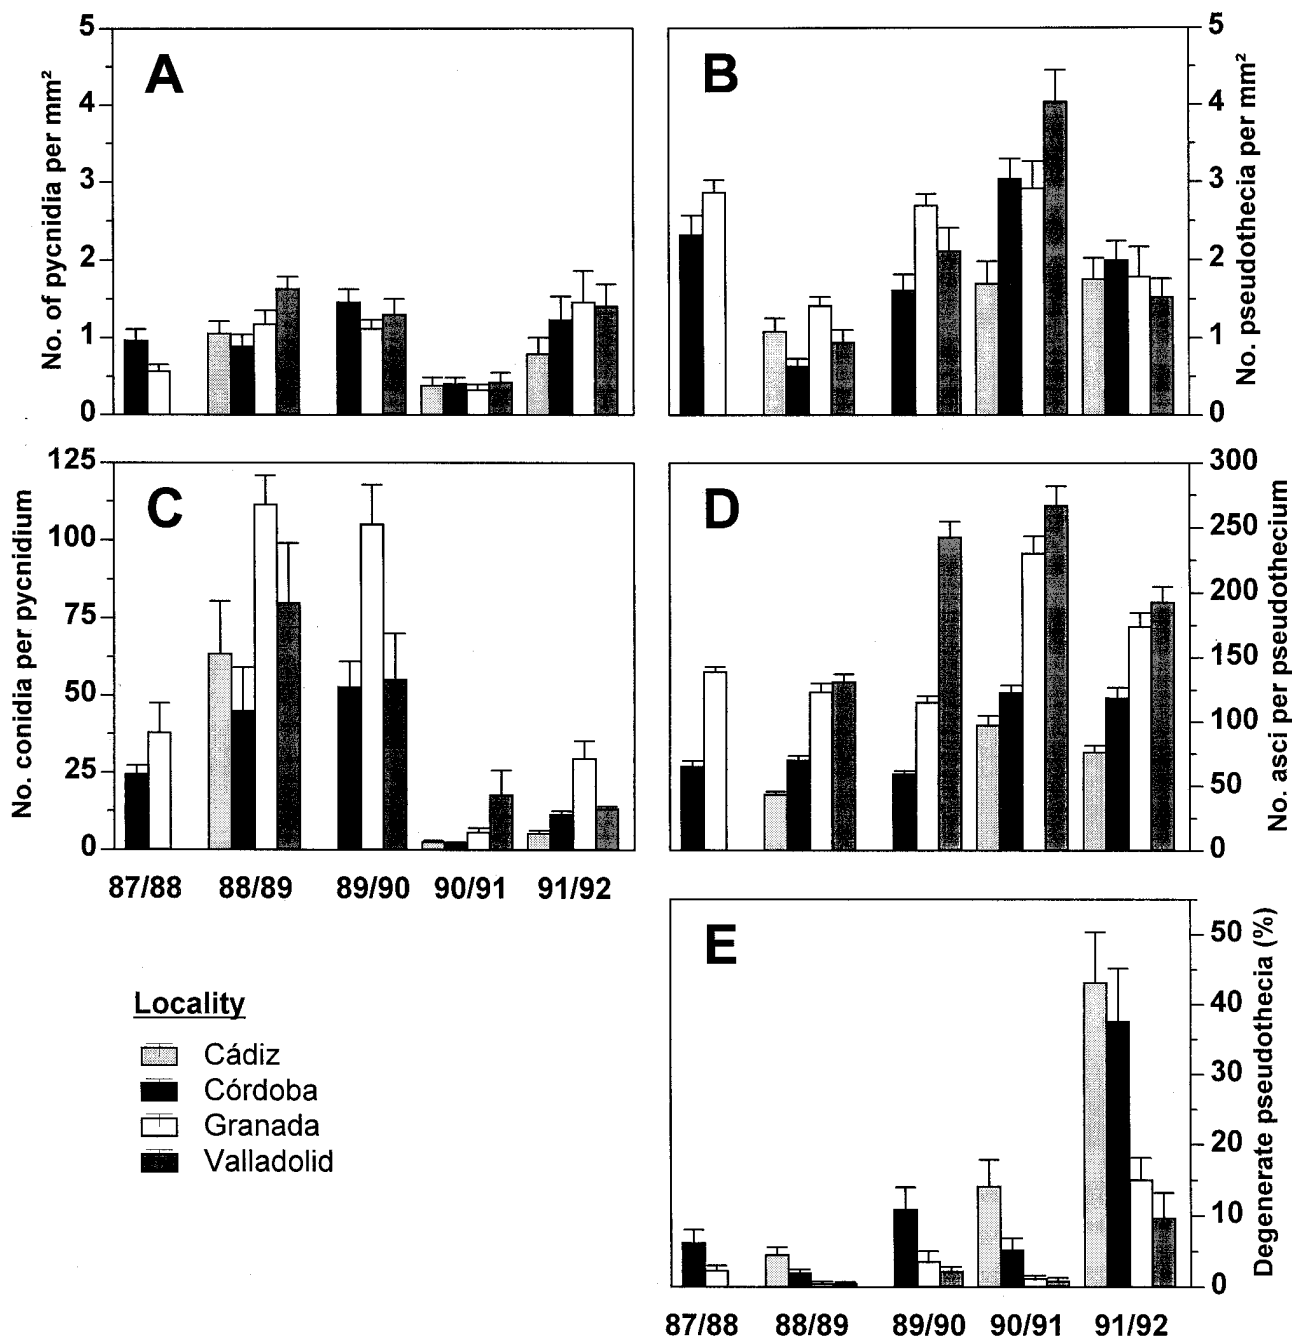 A
No. of pycnidia per mm²
5
4
3
2
1
0
B
No. pseudothecia per mm²
5
4
3
2
1
0
C
No. conidia per pycnidium
125
100
75
50
25
0
87/88 88/89 89/90 90/91 91/92
D
No. asci per pseudothecium
300
250
200
150
100
50
0
E
Degenerate pseudothecia (%)
50
40
30
20
10
0
87/88 88/89 89/90 90/91 91/92
Locality
Cádiz
Córdoba
Granada
Valladolid